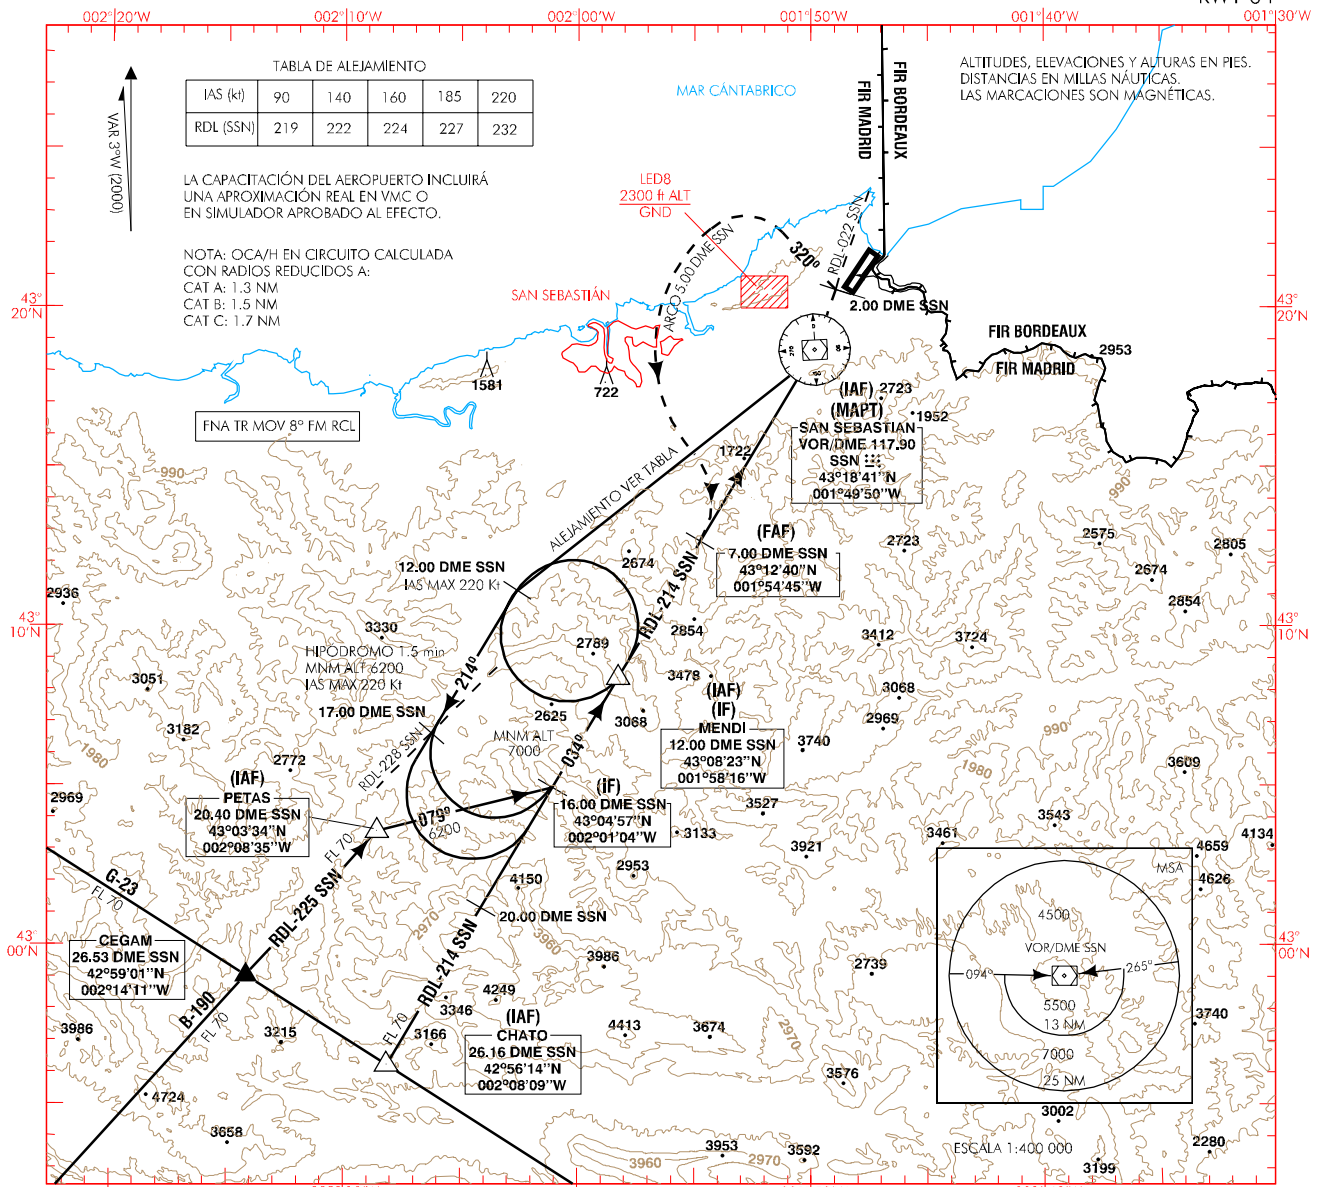 RWY 04
002°20'W
002°10'W
002°00'W
001°50'W
001°40'W
001°30'W
TABLA DE ALEJAMIENTO
IAS (kt) 90 140 160 185 220
RDL (SSN) 219 222 224 227 232
VAR 3°W (2000)
LA CAPACITACIÓN DEL AEROPUERTO INCLUIRÁ
UNA APROXIMACIÓN REAL EN VMC O
EN SIMULADOR APROBADO AL EFECTO.
NOTA: OCA/H EN CIRCUITO CALCULADA
CON RADIOS REDUCIDOS A:
CAT A: 1.3 NM
CAT B: 1.5 NM
CAT C: 1.7 NM
MAR CÁNTABRICO
FIR BORDEAUX
FIR MADRID
ALTITUDES, ELEVACIONES Y ALTURAS EN PIES.
DISTANCIAS EN MILLAS NÁUTICAS.
LAS MARCACIONES SON MAGNÉTICAS.
LED8
2300 ft ALT
GND
ARCO 5.00 DME SSN
320°
RDL-022 SSN
2.00 DME SSN
SAN SEBASTIÁN
43°
20'N
43°
20'N
FIR BORDEAUX
FIR MADRID
2953
1581
722
FNA TR MOV 8° FM RCL
(IAF)
2723
(MAPT)
1952
SAN SEBASTIAN
VOR/DME 117.90
SSN
43°18'41''N
001°49'50''W
1722
990
990
ALEJAMIENTO VER TABLA
(FAF)
7.00 DME SSN
43°12'40''N
001°54'45''W
2723
2575
2805
2674
2854
12.00 DME SSN
IAS MAX 220 Kt
2674
RDL-214 SSN
2936
43°
10'N
43°
10'N
3330
2854
3412
3724
HIPODROMO 1.5 min
MNM ALT 6200
IAS MAX 220 Kt
214°
2789
3478
3051
17.00 DME SSN
(IAF)
(IF)
MENDI
12.00 DME SSN
43°08'23''N
001°58'16''W
3068
2969
2625
3068
3182
MNM ALT
7000
034°
3740
990
1980
RDL-228 SSN
2772
1980
3609
(IAF)
PETAS
20.40 DME SSN
43°03'34''N
002°08'35''W
(IF)
16.00 DME SSN
43°04'57''N
002°01'04''W
2969
079°
6200
3527
3133
3543
3461
4134
FL 70
G-23
FL 70
RDL-225 SSN
3921
4659
2953
4150
4626
MSA
4500
VOR/DME SSN
094°
265°
5500
13 NM
7000
25 NM
20.00 DME SSN
2970
3960
CEGAM
26.53 DME SSN
42°59'01''N
002°14'11''W
43°
00'N
43°
00'N
3986
2739
RDL-214 SSN
FL 70
B-190
FL 70
4249
3346
3986
3215
3166
(IAF)
CHATO
26.16 DME SSN
42°56'14''N
002°08'09''W
4413
3674
2970
3740
3576
4724
3002
3658
3953
3592
3960
2970
ESCALA 1:400 000
2280
3199